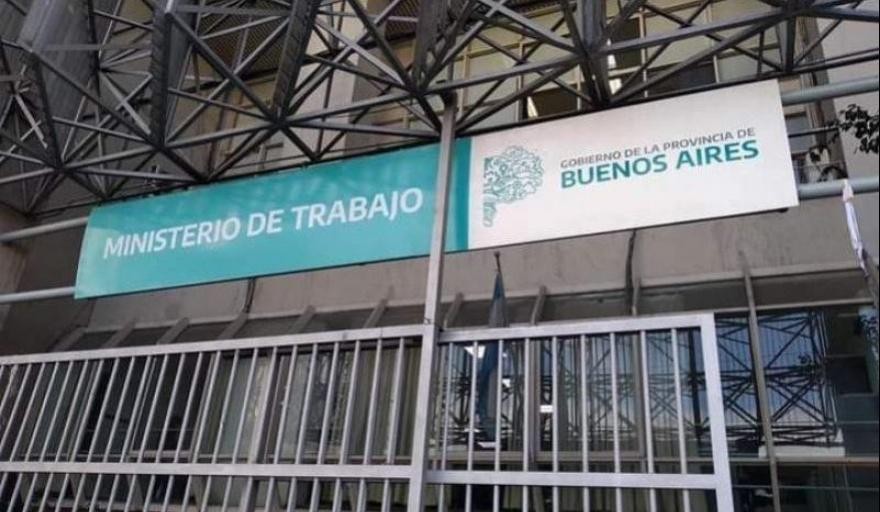 MINISTERIO DE TRABAJO
GOBIERNO DE LA PROVINCIA DE
BUENOS AIRES